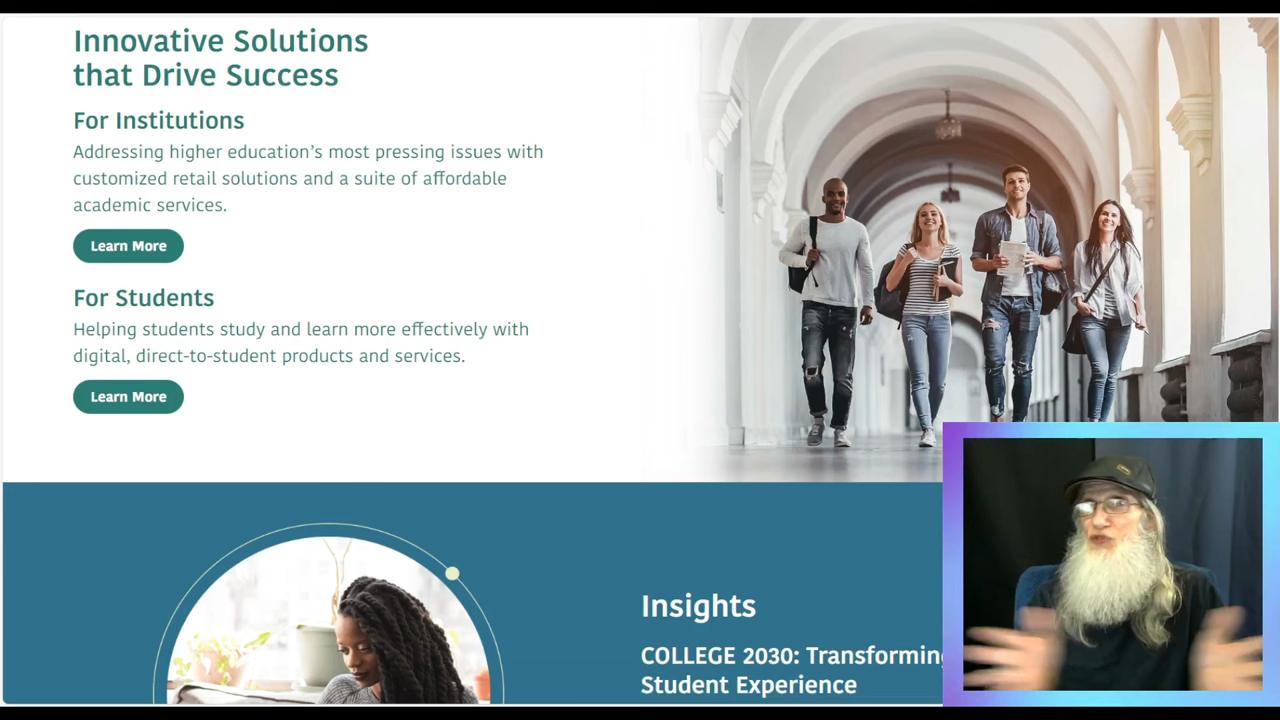 Innovative Solutions
that Drive Success
For Institutions
Addressing higher education’s most pressing issues with
customized retail solutions and a suite of affordable
academic services.
Learn More
For Students
Helping students study and learn more effectively with
digital, direct-to-student products and services.
Learn More
Insights
COLLEGE 2030: Transforming
Student Experience